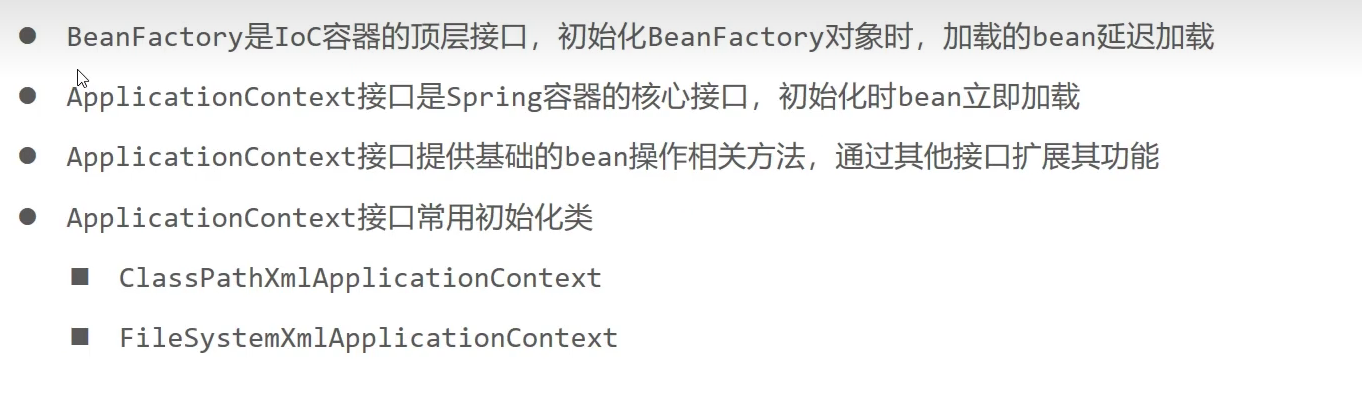 ● BeanFactory是IoC容器的顶层接口，初始化BeanFactory对象时，加载的bean延迟加载
● ApplicationContext接口是Spring容器的核心接口，初始化时bean立即加载
● ApplicationContext接口提供基础的bean操作相关方法，通过其他接口扩展其功能
● ApplicationContext接口常用初始化类
■ ClassPathXmlApplicationContext
■ FileSystemXmlApplicationContext